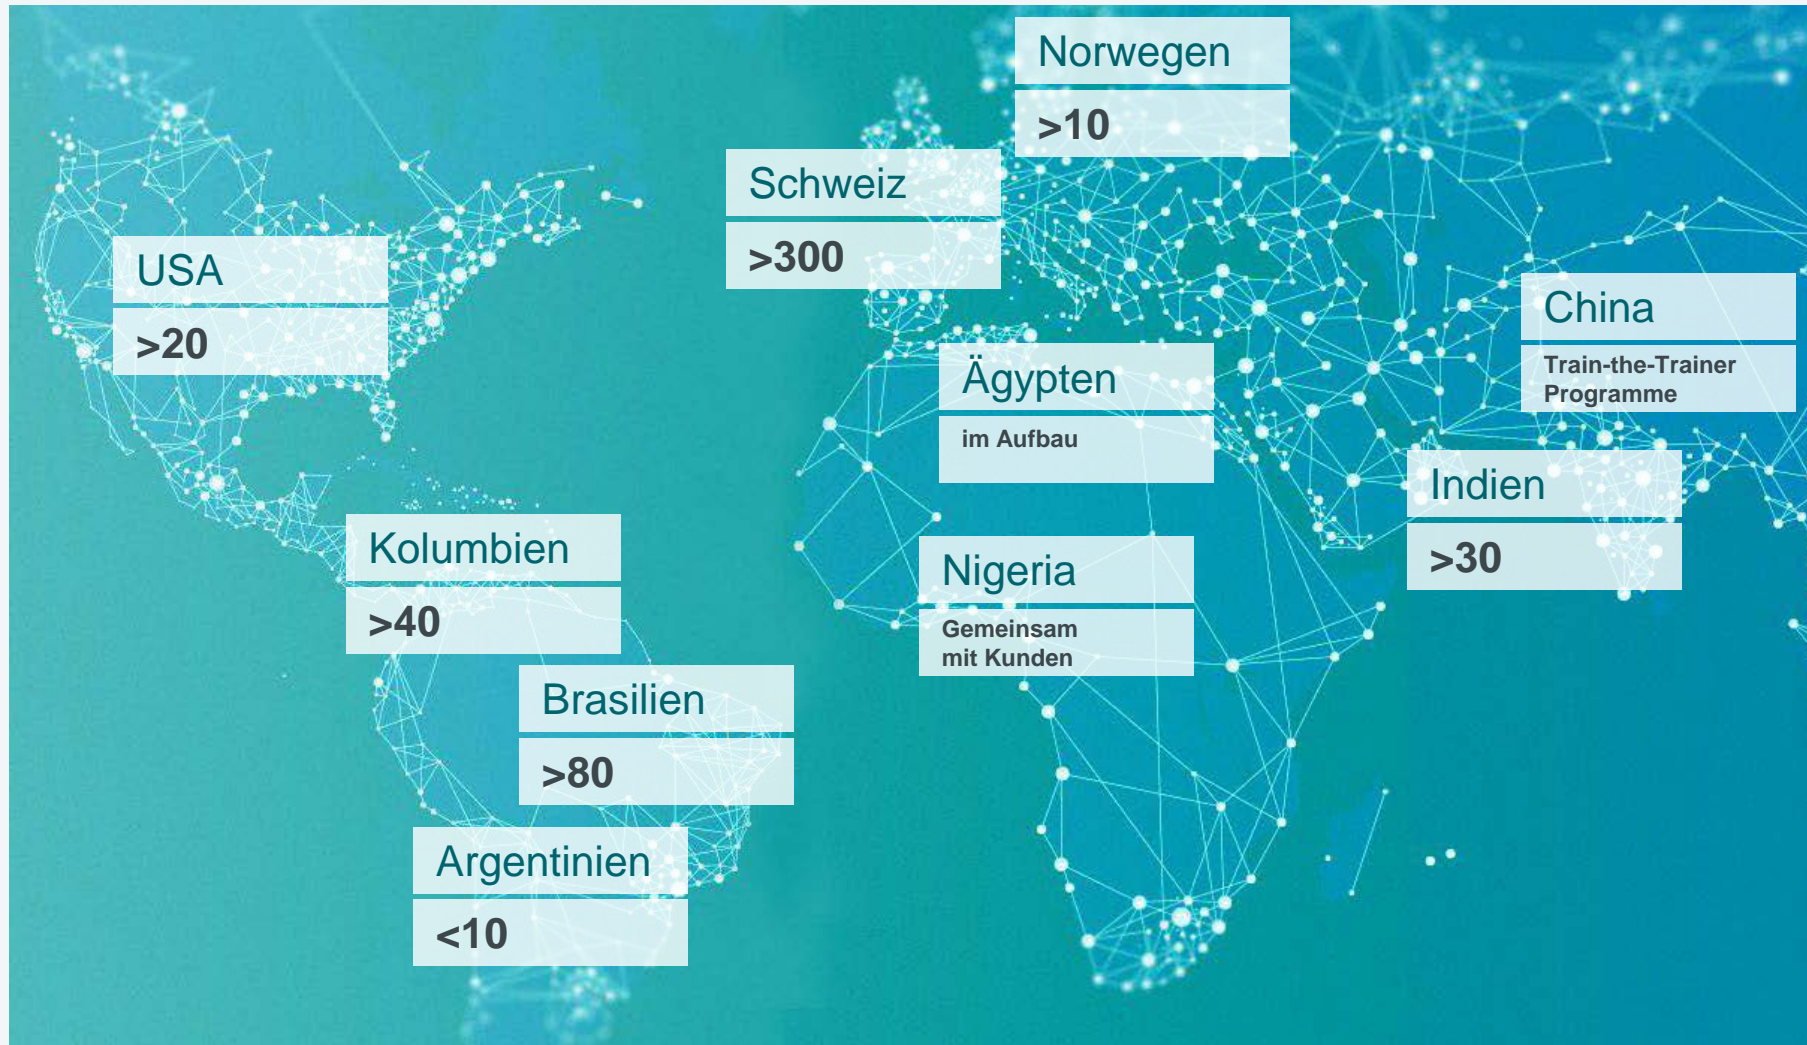 Norwegen
>10
Schweiz
>300
USA
>20
China
Train-the-Trainer
Programme
Ägypten
im Aufbau
Indien
>30
Kolumbien
>40
Nigeria
Gemeinsam
mit Kunden
Brasilien
>80
Argentinien
<10